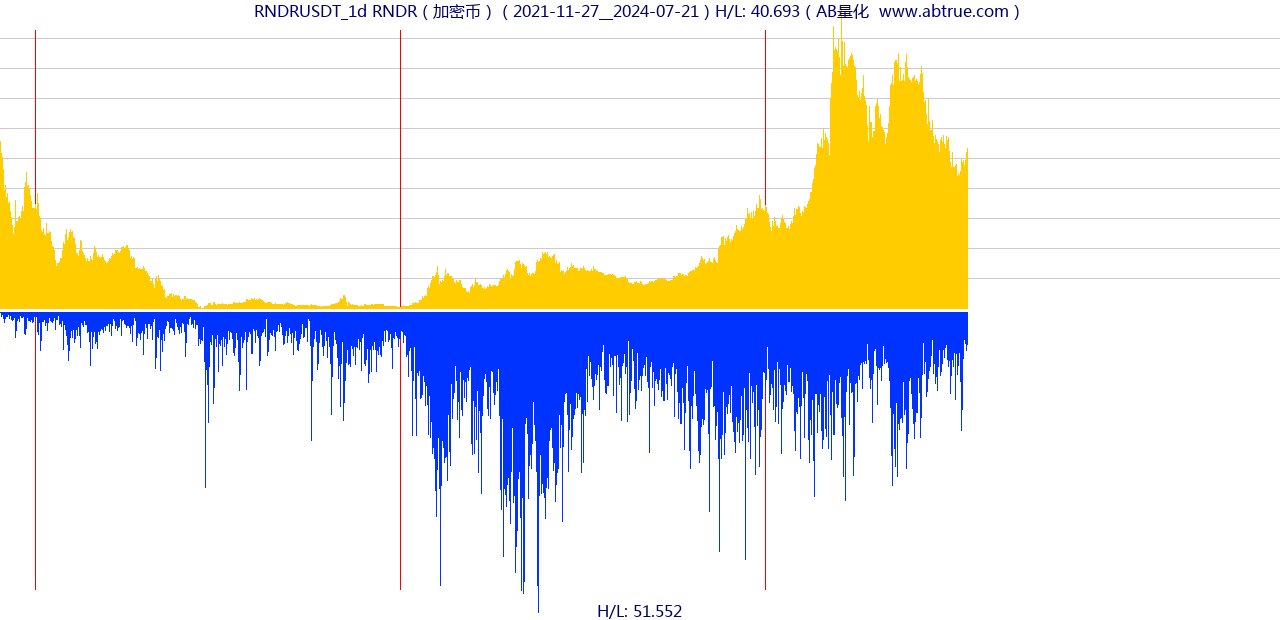 RNDRUSDT_1d RNDR ( 加密币 ) ( 2021-11-27__2024-07-21 ) H/L: 40.693 ( AB量化 www.abtrue.com )
H/L: 51.552